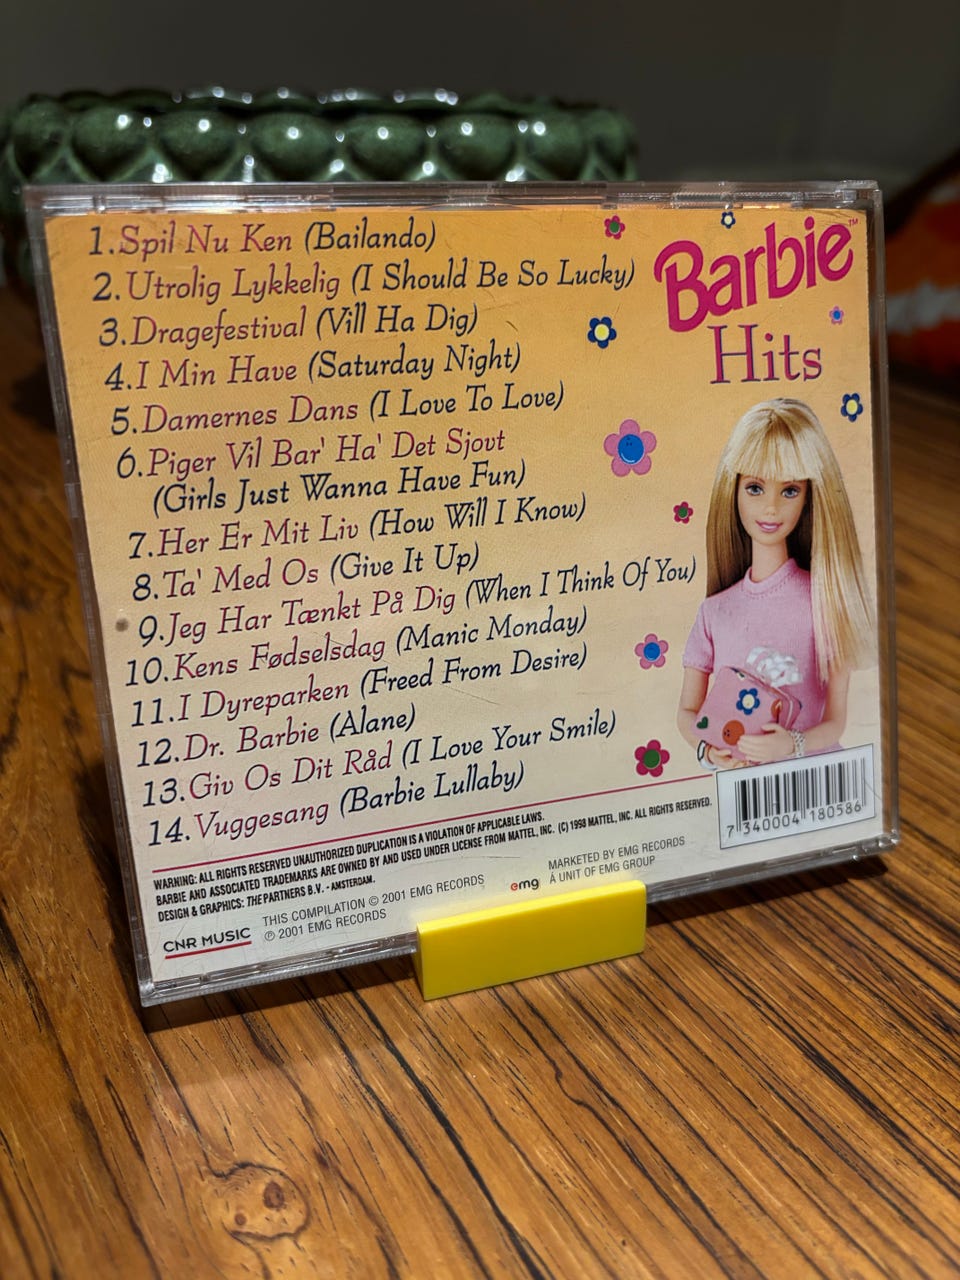 1. Spil Nu Ken (Bailando)
2. Utrolig Lykkelig (I Should Be So Lucky)
3. Dragefestival (Vill Ha Dig)
4. I Min Have (Saturday Night)
5. Damernes Dans (I Love To Love)
6. Piger Vil Bar' Ha' Det Sjovt
(Girls Just Wanna Have Fun)
7. Her Er Mit Liv (How Will I Know)
8. Ta' Med Os (Give It Up)
9. Jeg Har Tænkt På Dig (When I Think Of You)
10. Kens Fødselsdag (Manic Monday)
11. I Dyreparken (Freed From Desire)
12. Dr. Barbie (Alane)
13. Giv Os Dit Råd (I Love Your Smile)
14. Vuggesang (Barbie Lullaby)
Barbie™
Hits
WARNING: ALL RIGHTS RESERVED UNAUTHORIZED DUPLICATION IS A VIOLATION OF APPLICABLE LAWS.
BARBIE AND ASSOCIATED TRADEMARKS ARE OWNED BY AND USED UNDER LICENSE FROM MATTEL, INC. (C) 1998 MATTEL, INC. ALL RIGHTS RESERVED.
DESIGN & GRAPHICS: THE PARTNERS B.V. - AMSTERDAM.
CNR MUSIC
THIS COMPILATION © 2001 EMG RECORDS
℗ 2001 EMG RECORDS
emg
MARKETED BY EMG RECORDS
Á UNIT OF EMG GROUP
7 340004 180586